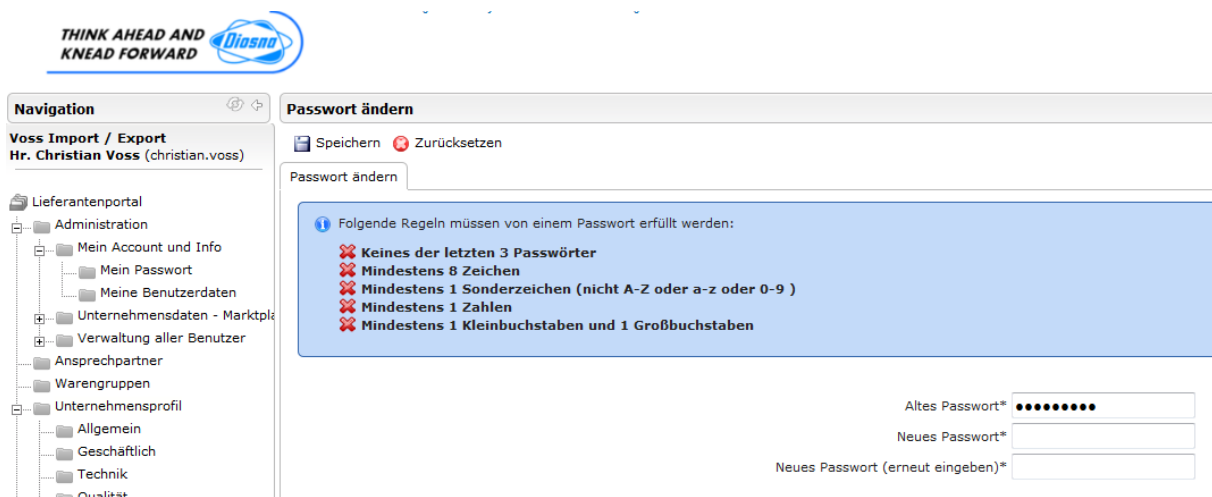 THINK AHEAD AND
KNEAD FORWARD
Diosna
Navigation
Voss Import / Export
Hr. Christian Voss (christian.voss)
Lieferantenportal
Administration
Mein Account und Info
Mein Passwort
Meine Benutzerdaten
Unternehmensdaten - Marktpla
Verwaltung aller Benutzer
Ansprechpartner
Warengruppen
Unternehmensprofil
Allgemein
Geschäftlich
Technik
Qualität
Passwort ändern
Speichern Zurücksetzen
Passwort ändern
Folgende Regeln müssen von einem Passwort erfüllt werden:
Keines der letzten 3 Passwörter
Mindestens 8 Zeichen
Mindestens 1 Sonderzeichen (nicht A-Z oder a-z oder 0-9 )
Mindestens 1 Zahlen
Mindestens 1 Kleinbuchstaben und 1 Großbuchstaben
Altes Passwort* •••••••••
Neues Passwort*
Neues Passwort (erneut eingeben)*